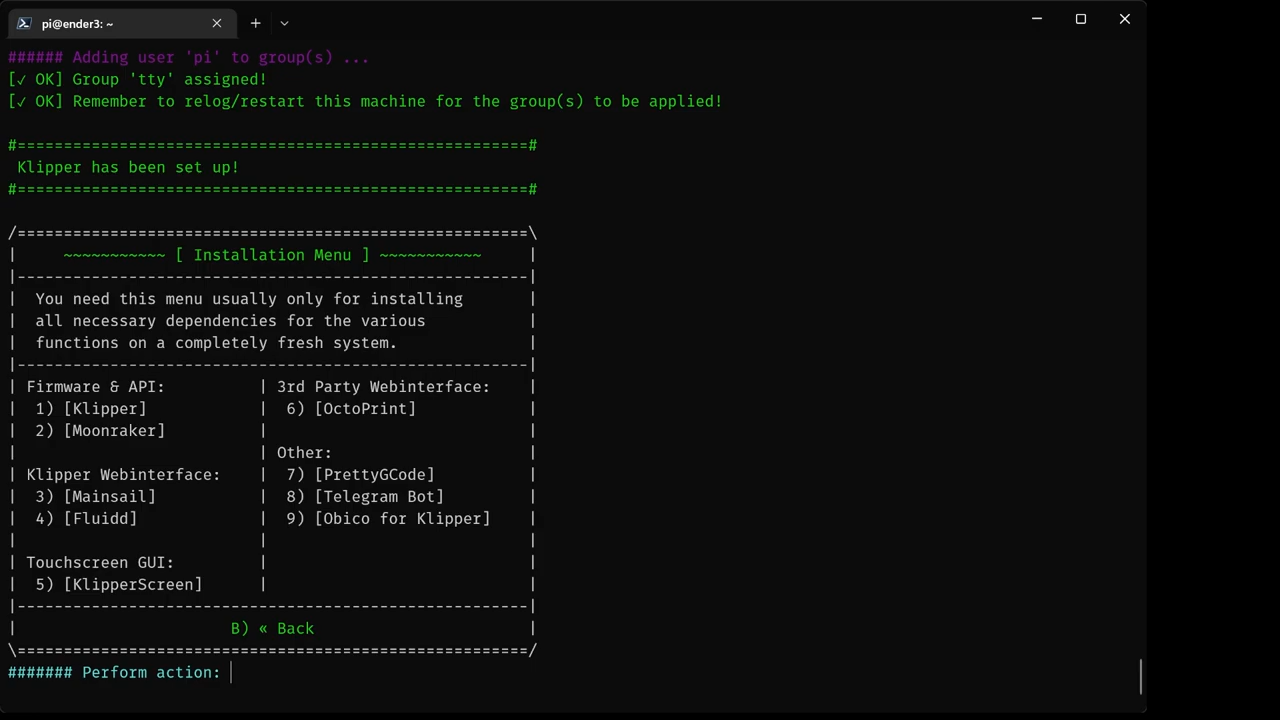 pi@ender3: ~
###### Adding user 'pi' to group(s) ...
[✓ OK] Group 'tty' assigned!
[✓ OK] Remember to relog/restart this machine for the group(s) to be applied!
#=======================================================#
Klipper has been set up!
#=======================================================#
/=======================================================\
|     ~~~~~~~~~~~ [ Installation Menu ] ~~~~~~~~~~~     |
|-------------------------------------------------------|
|  You need this menu usually only for installing       |
|  all necessary dependencies for the various           |
|  functions on a completely fresh system.              |
|-------------------------------------------------------|
| Firmware & API:          | 3rd Party Webinterface:    |
|  1) [Klipper]            |  6) [OctoPrint]            |
|  2) [Moonraker]          |                            |
|                          | Other:                     |
| Klipper Webinterface:    |  7) [PrettyGCode]          |
|  3) [Mainsail]           |  8) [Telegram Bot]         |
|  4) [Fluidd]             |  9) [Obico for Klipper]    |
|                          |                            |
| Touchscreen GUI:         |                            |
|  5) [KlipperScreen]      |                            |
|-------------------------------------------------------|
|                       B) « Back                       |
\=======================================================/
####### Perform action: